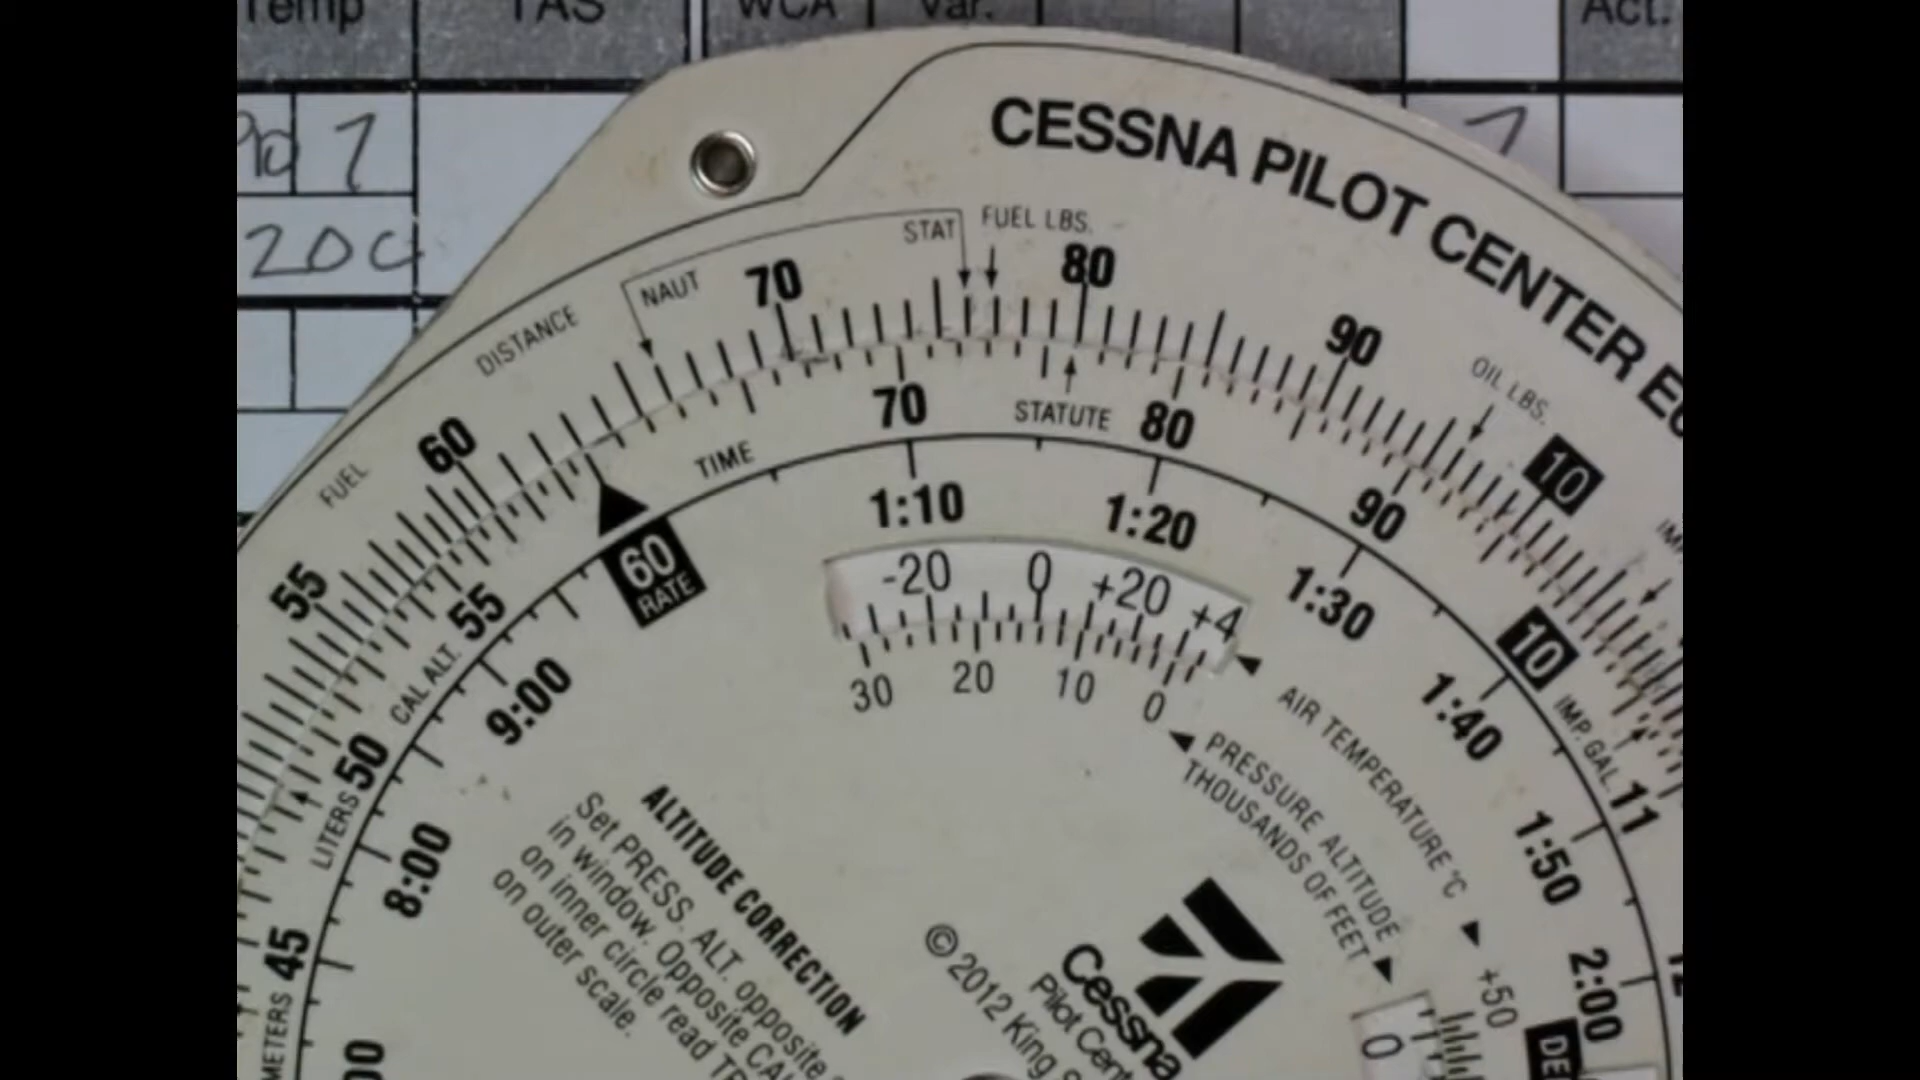 Temp TAS WCA Var. Act.
CESSNA PILOT CENTER
7
20
NAUT
STAT
FUEL LBS.
DISTANCE
FUEL
OIL LBS.
55 60 70 80 90 10
TIME
STATUTE
45 50 55 60 70 80 90 10 11
RATE
CAL ALT.
LITERS
METERS
IMP. GAL.
8:00 9:00 1:10 1:20 1:30 1:40 1:50 2:00
-20 0 +20 +4
30 20 10 0
AIR TEMPERATURE °C
PRESSURE ALTITUDE
THOUSANDS OF FEET
ALTITUDE CORRECTION
Set PRESS. ALT. opposite
in window. Opposite
on inner circle read
on outer scale.
© 2012 King
Cessna
Pilot
+50
0